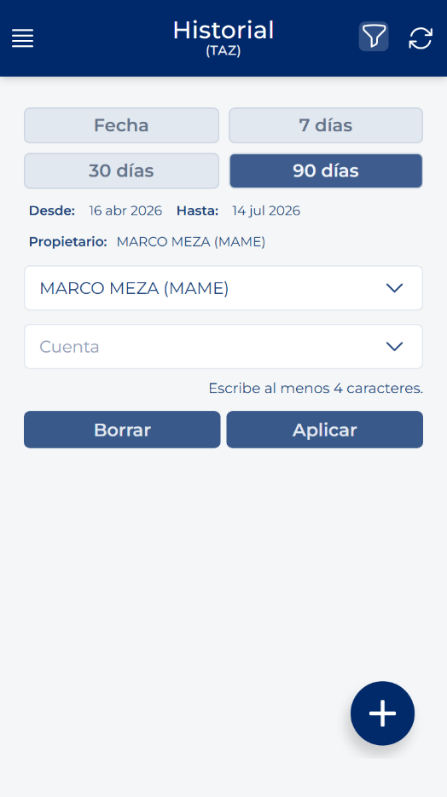 Historial
(TAZ)
Fecha
7 días
30 días
90 días
Desde: 16 abr 2026 Hasta: 14 jul 2026
Propietario: MARCO MEZA (MAME)
MARCO MEZA (MAME)
Cuenta
Escribe al menos 4 caracteres.
Borrar
Aplicar